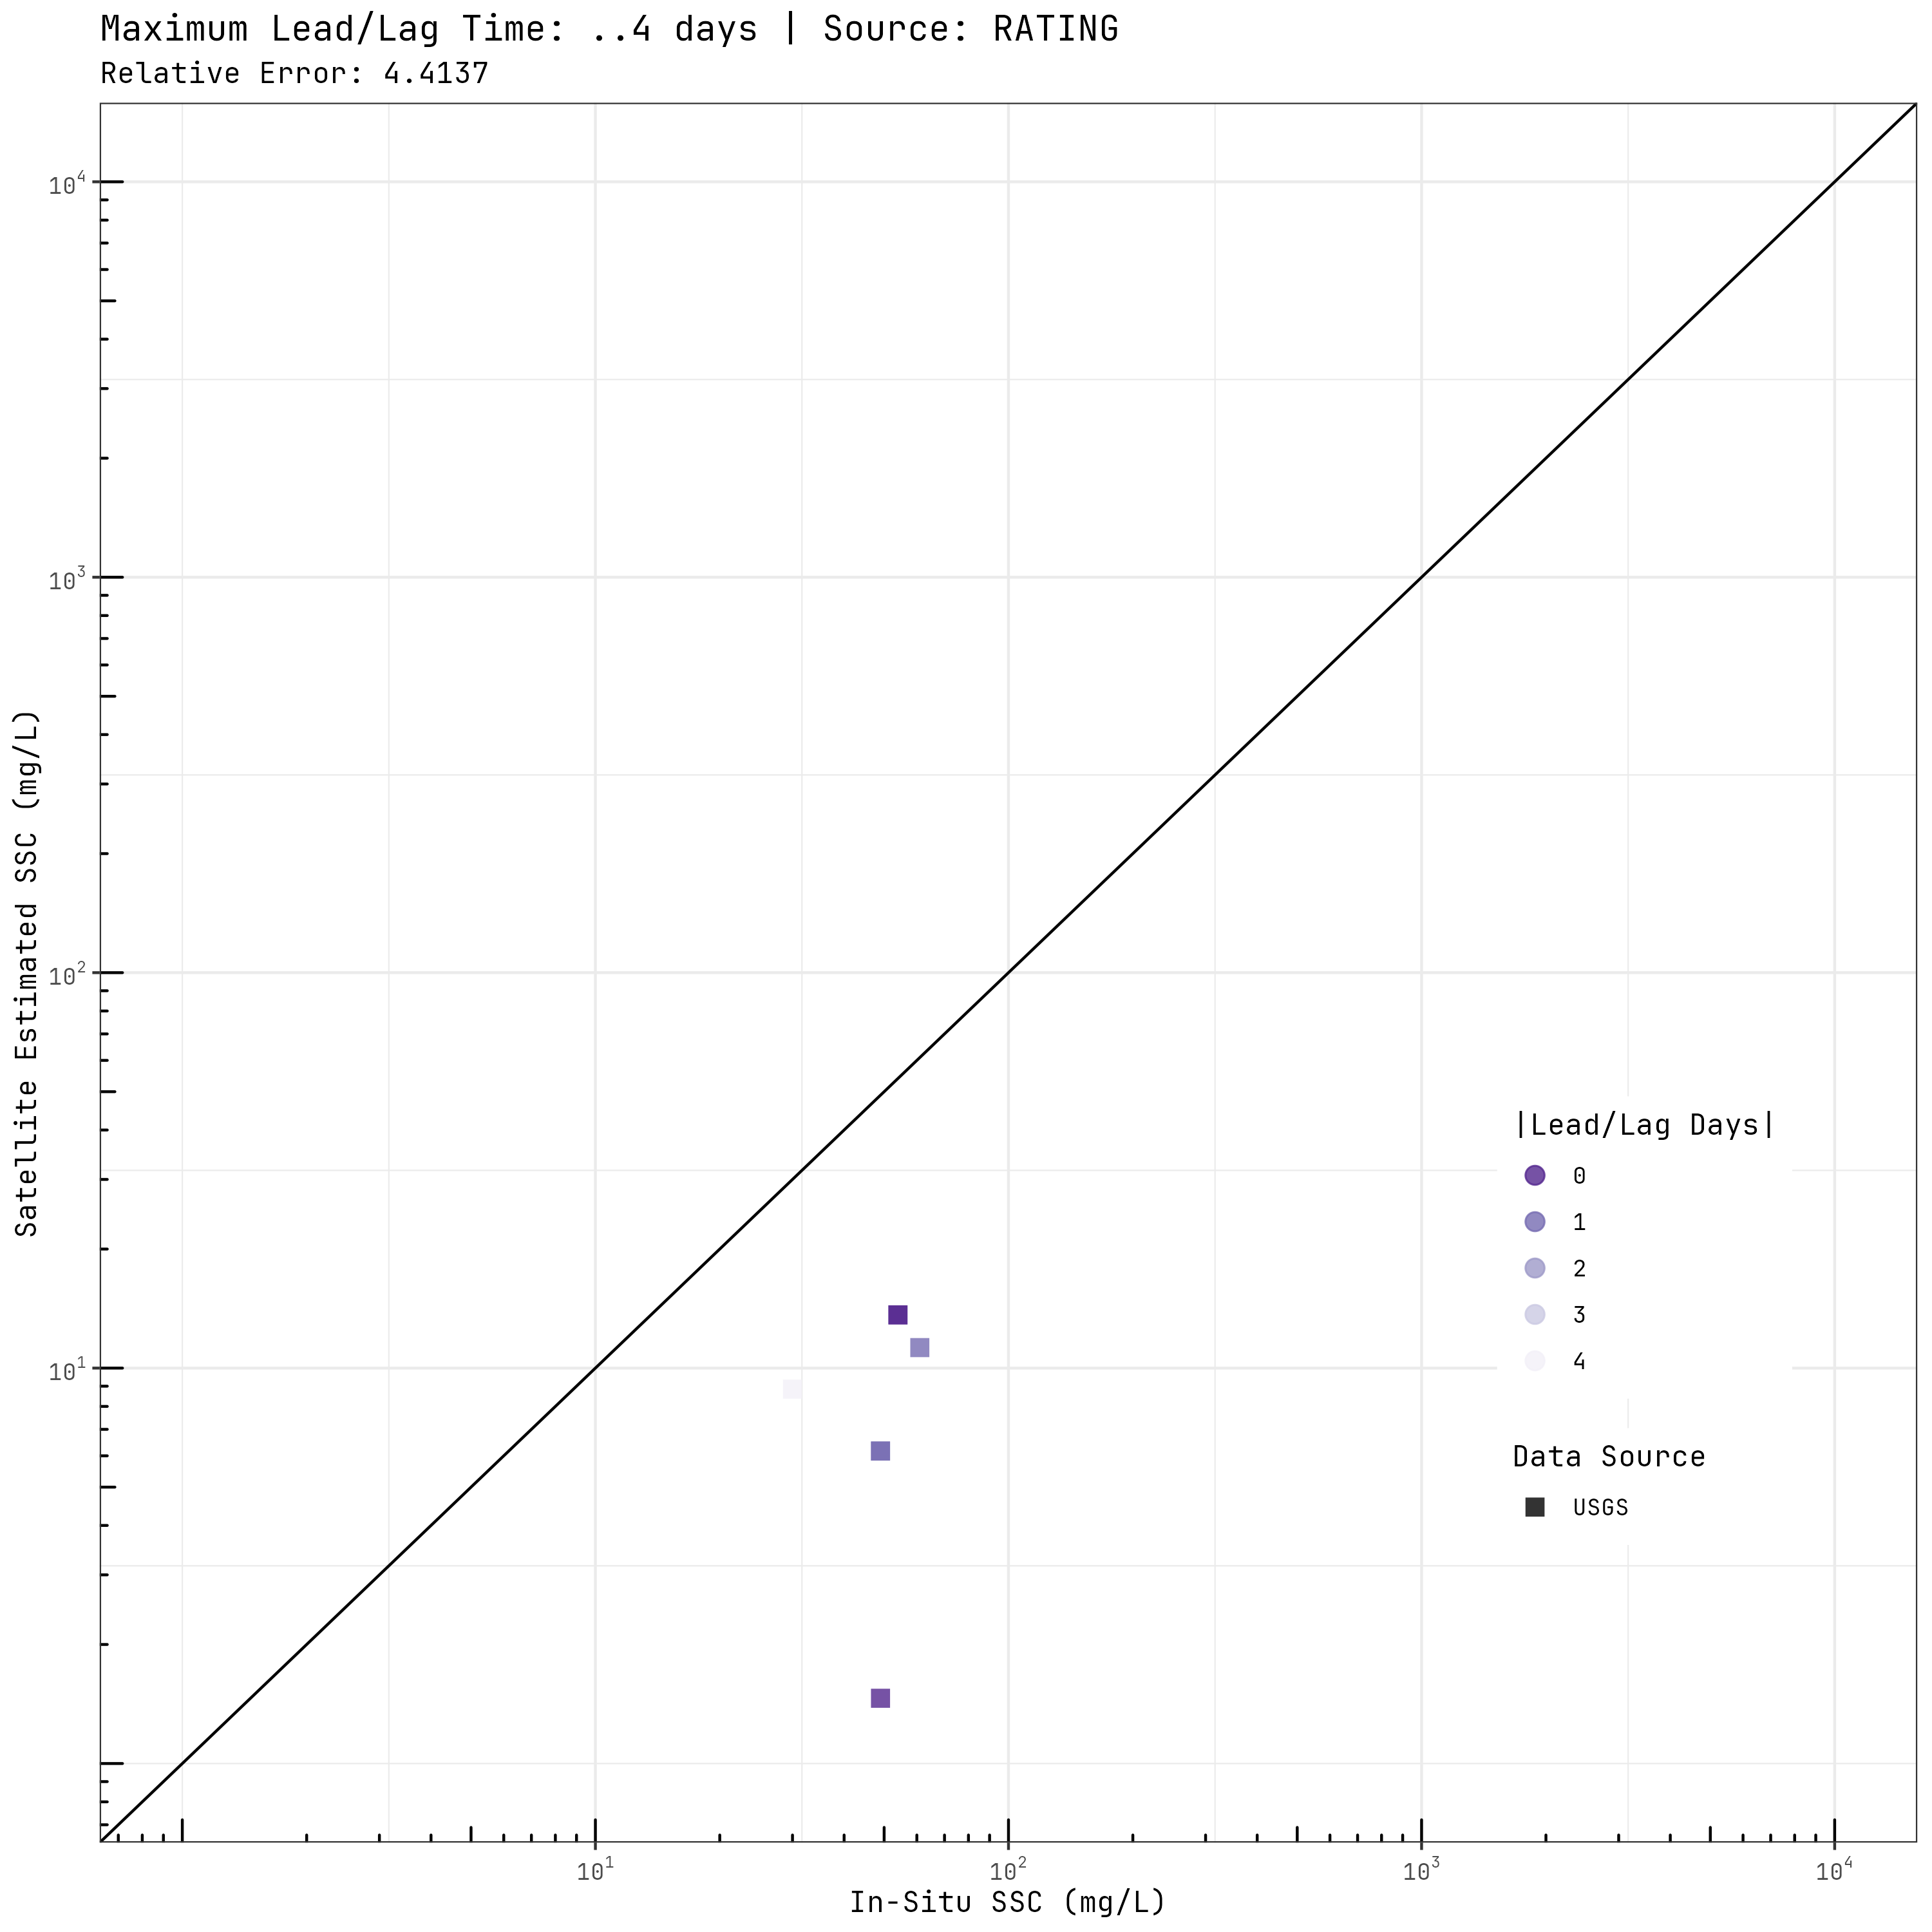 Maximum Lead/Lag Time: ..4 days | Source: RATING
Relative Error: 4.4137
Satellite Estimated SSC (mg/L)
10⁴
10³
10²
10¹
|Lead/Lag Days|
0
1
2
3
4
Data Source
USGS
10¹ 10² 10³ 10⁴
In-Situ SSC (mg/L)